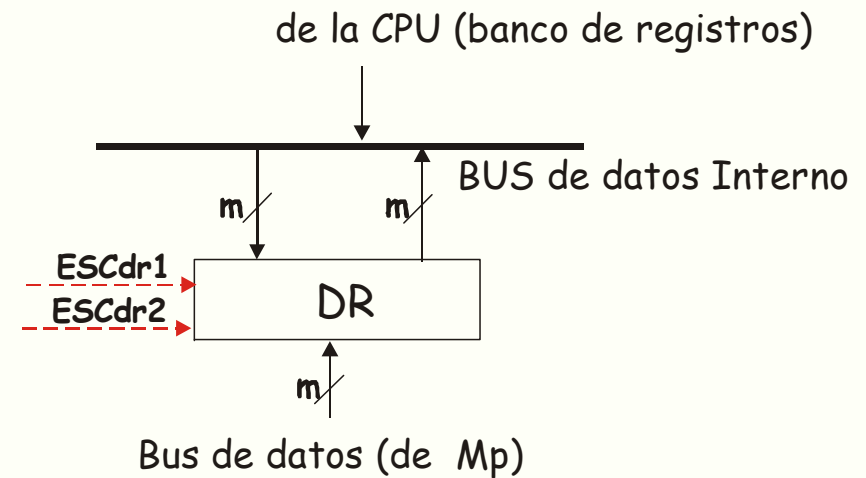 de la CPU (banco de registros)
BUS de datos Interno
m
m
ESCdr1
ESCdr2
DR
m
Bus de datos (de Mp)